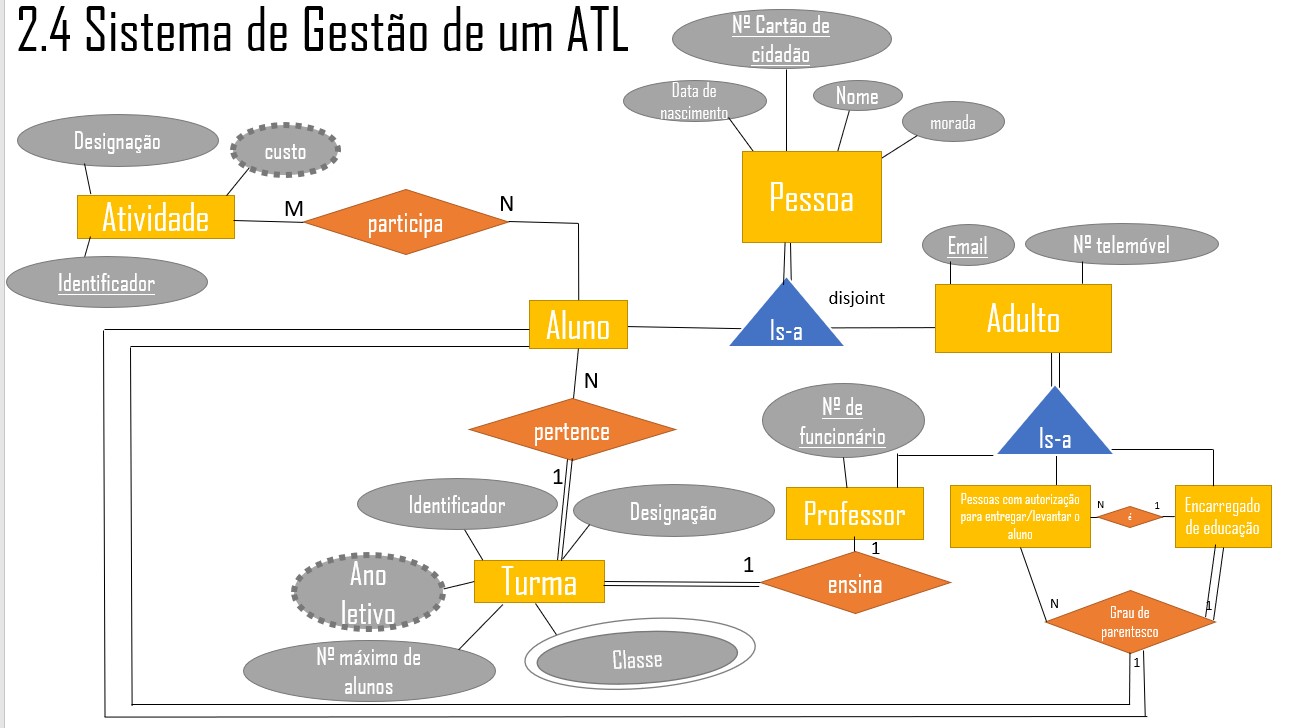 2.4 Sistema de Gestão de um ATL
Nº Cartão de
cidadão
Data de
nascimento
Nome
morada
Pessoa
Designação
custo
Atividade
Identificador
M
participa
N
Email
Nº telemóvel
Adulto
disjoint
Is-a
Aluno
N
pertence
1
Nº de
funcionário
Is-a
Identificador
Designação
Professor
Pessoas com autorização
para entregar/levantar o
aluno
N
é
1
Encarregado
de educação
Ano
letivo
Turma
1
1
ensina
N
Grau de
parentesco
1
1
Nº máximo de
alunos
Classe